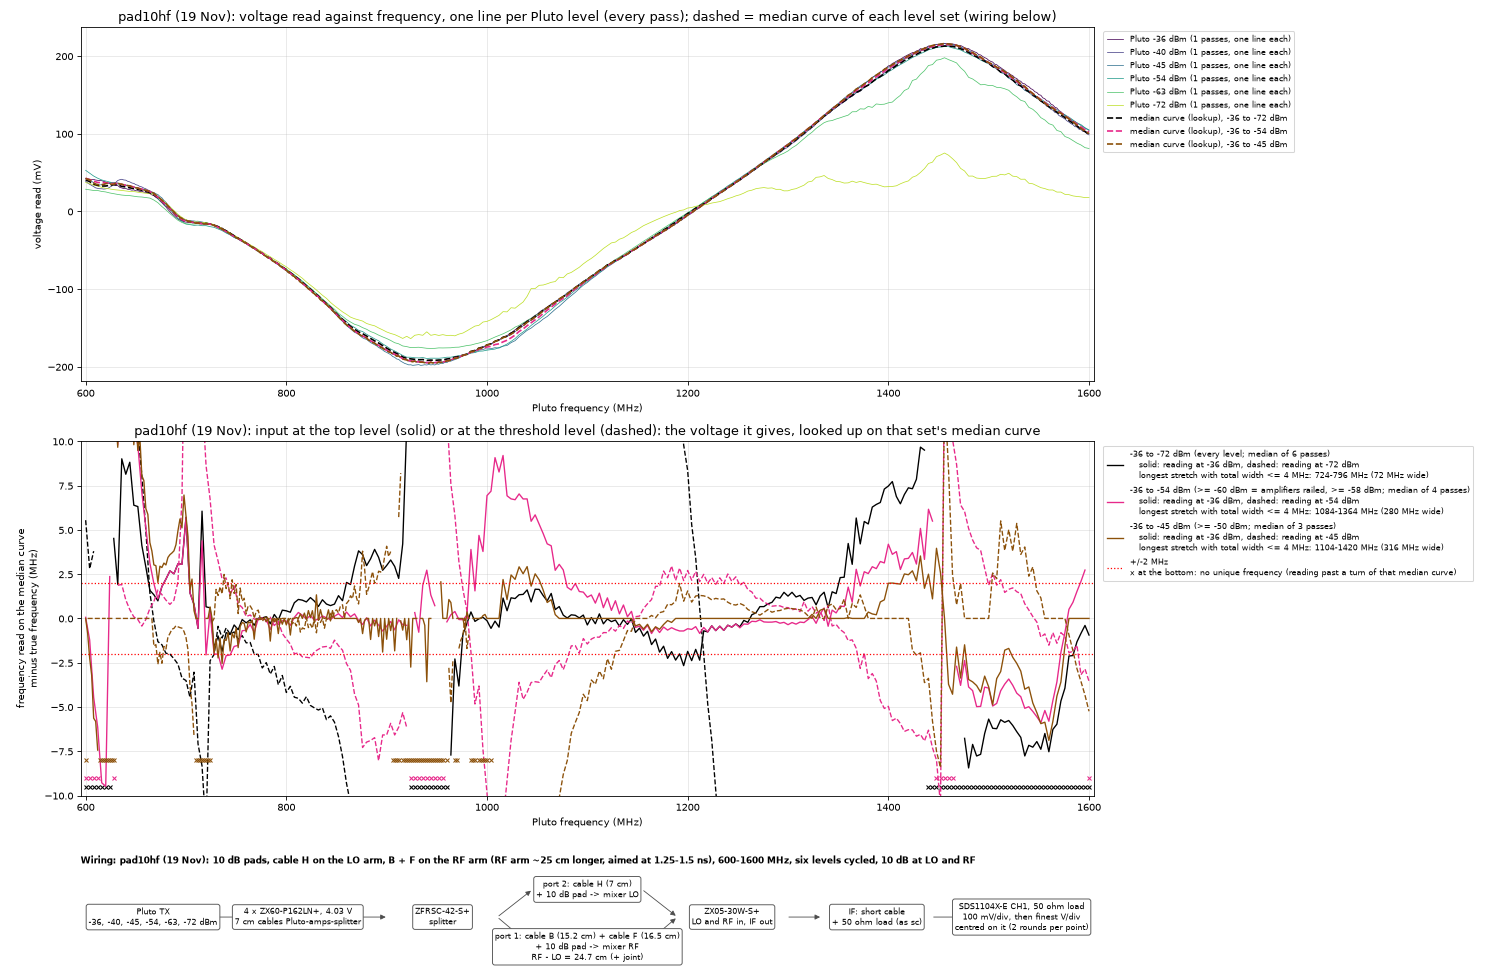 pad10hf (19 Nov): voltage read against frequency, one line per Pluto level (every pass); dashed = median curve of each level set (wiring below)
voltage read (mV)
200
100
0
−100
−200
600
800
1000
1200
1400
1600
Pluto frequency (MHz)
Pluto -36 dBm (1 passes, one line each)
Pluto -40 dBm (1 passes, one line each)
Pluto -45 dBm (1 passes, one line each)
Pluto -54 dBm (1 passes, one line each)
Pluto -63 dBm (1 passes, one line each)
Pluto -72 dBm (1 passes, one line each)
median curve (lookup), -36 to -72 dBm
median curve (lookup), -36 to -54 dBm
median curve (lookup), -36 to -45 dBm
pad10hf (19 Nov): input at the top level (solid) or at the threshold level (dashed): the voltage it gives, looked up on that set's median curve
frequency read on the median curve
minus true frequency (MHz)
10.0
7.5
5.0
2.5
0.0
−2.5
−5.0
−7.5
−10.0
600
800
1000
1200
1400
1600
Pluto frequency (MHz)
-36 to -72 dBm (every level; median of 6 passes)
solid: reading at -36 dBm, dashed: reading at -72 dBm
longest stretch with total width <= 4 MHz: 724-796 MHz (72 MHz wide)
-36 to -54 dBm (>= -60 dBm = amplifiers railed, >= -58 dBm; median of 4 passes)
solid: reading at -36 dBm, dashed: reading at -54 dBm
longest stretch with total width <= 4 MHz: 1084-1364 MHz (280 MHz wide)
-36 to -45 dBm (>= -50 dBm; median of 3 passes)
solid: reading at -36 dBm, dashed: reading at -45 dBm
longest stretch with total width <= 4 MHz: 1104-1420 MHz (316 MHz wide)
+/-2 MHz
x at the bottom: no unique frequency (reading past a turn of that median curve)
Wiring: pad10hf (19 Nov): 10 dB pads, cable H on the LO arm, B + F on the RF arm (RF arm ~25 cm longer, aimed at 1.25-1.5 ns), 600-1600 MHz, six levels cycled, 10 dB at LO and RF
Pluto TX
-36, -40, -45, -54, -63, -72 dBm
4 x ZX60-P162LN+, 4.03 V
7 cm cables Pluto-amps-splitter
ZFRSC-42-S+
splitter
port 2: cable H (7 cm)
+ 10 dB pad -> mixer LO
port 1: cable B (15.2 cm) + cable F (16.5 cm)
+ 10 dB pad -> mixer RF
RF - LO = 24.7 cm (+ joint)
ZX05-30W-S+
LO and RF in, IF out
IF: short cable
+ 50 ohm load (as sc)
SDS1104X-E CH1, 50 ohm load
100 mV/div, then finest V/div
centred on it (2 rounds per point)